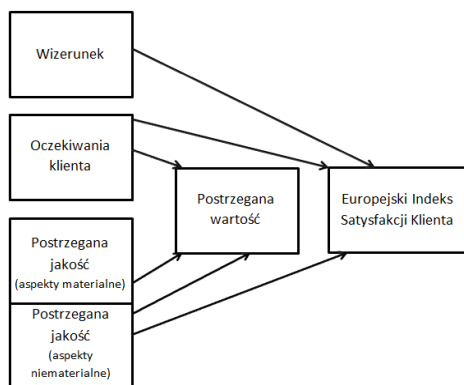 Wizerunek
Oczekiwania
klienta
Postrzegana
wartość
Europejski Indeks
Satysfakcji Klienta
Postrzegana
jakość
(aspekty materialne)
Postrzegana
jakość
(aspekty
niematerialne)